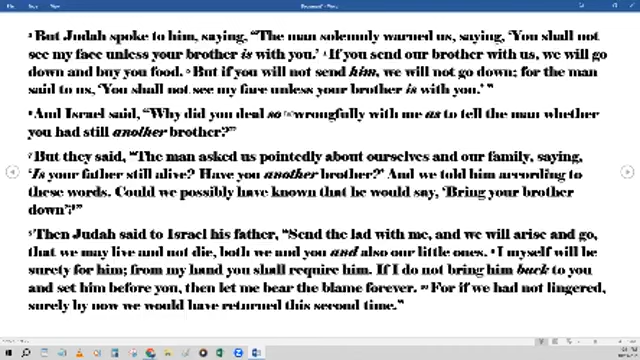 ³ But Judah spoke to him, saying, “The man solemnly warned us, saying, ‘You shall not
see my face unless your brother is with you.’ ⁴ If you send our brother with us, we will go
down and buy you food. ⁵ But if you will not send him, we will not go down; for the man
said to us, ‘You shall not see my face unless your brother is with you.’ ”
⁶ And Israel said, “Why did you deal so wrongfully with me as to tell the man whether
you had still another brother?”
⁷ But they said, “The man asked us pointedly about ourselves and our family, saying,
‘Is your father still alive? Have you another brother?’ And we told him according to
these words. Could we possibly have known that he would say, ‘Bring your brother
down’?”
⁸ Then Judah said to Israel his father, “Send the lad with me, and we will arise and go,
that we may live and not die, both we and you and also our little ones. ⁹ I myself will be
surety for him; from my hand you shall require him. If I do not bring him back to you
and set him before you, then let me bear the blame forever. ¹⁰ For if we had not lingered,
surely by now we would have returned this second time.”